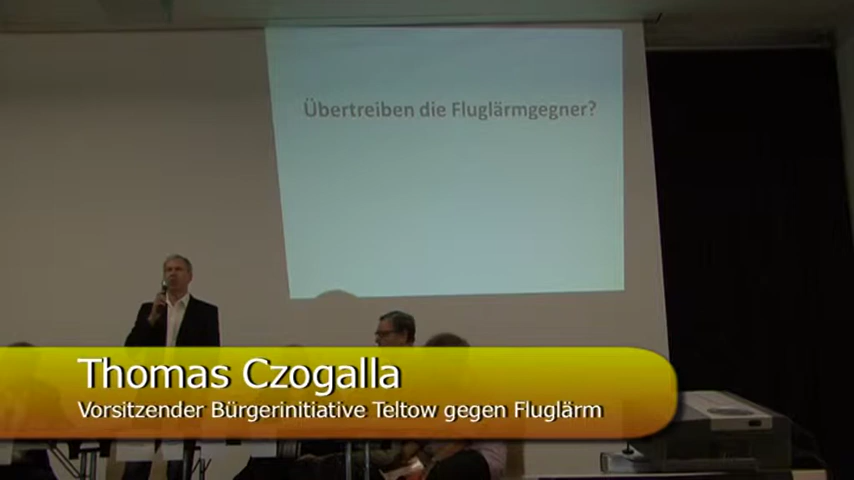 Übertreiben die Fluglärmgegner?
Thomas Czogalla
Vorsitzender Bürgerinitiative Teltow gegen Fluglärm